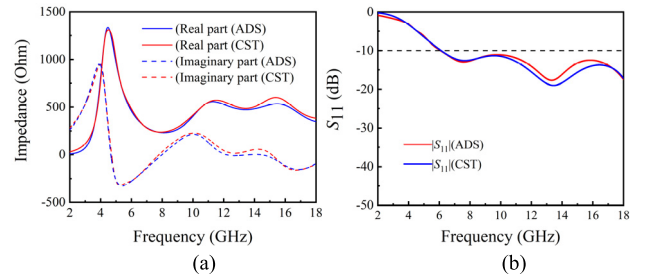 1500
1000
500
0
-500
Impedance (Ohm)
(Real part (ADS)
(Real part (CST)
(Imaginary part (ADS)
(Imaginary part (CST)
2 4 6 8 10 12 14 16 18
Frequency (GHz)
(a)
0
-10
-20
-30
-40
-50
S11 (dB)
|S11|(ADS)
|S11|(CST)
2 4 6 8 10 12 14 16 18
Frequency (GHz)
(b)